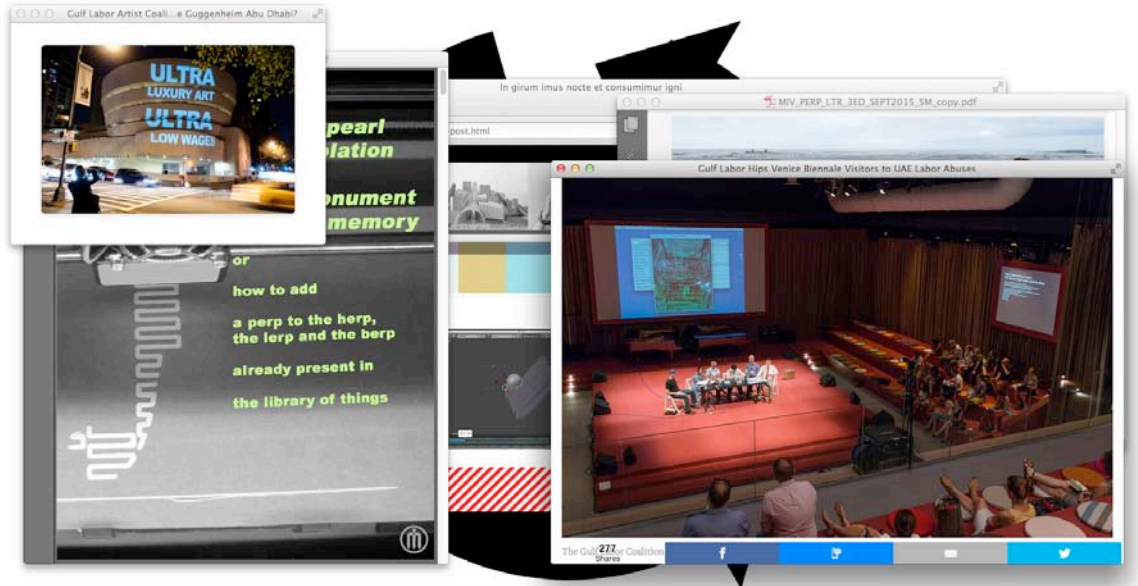 Gulf Labor Artist Coali...e Guggenheim Abu Dhabi?
ULTRA
LUXURY ART
ULTRA
LOW WAGES
pearl
lation
onument
memory
or
how to add
a perp to the herp,
the lerp and the berp
already present in
the library of things
In girum imus nocte et consumimur igni
-post.html
MIV_PERP_LTR_3ED_SEPT2015_SM_copy.pdf
Gulf Labor Hips Venice Biennale Visitors to UAE Labor Abuses
The Gulf Labor Coalition
277
Shares